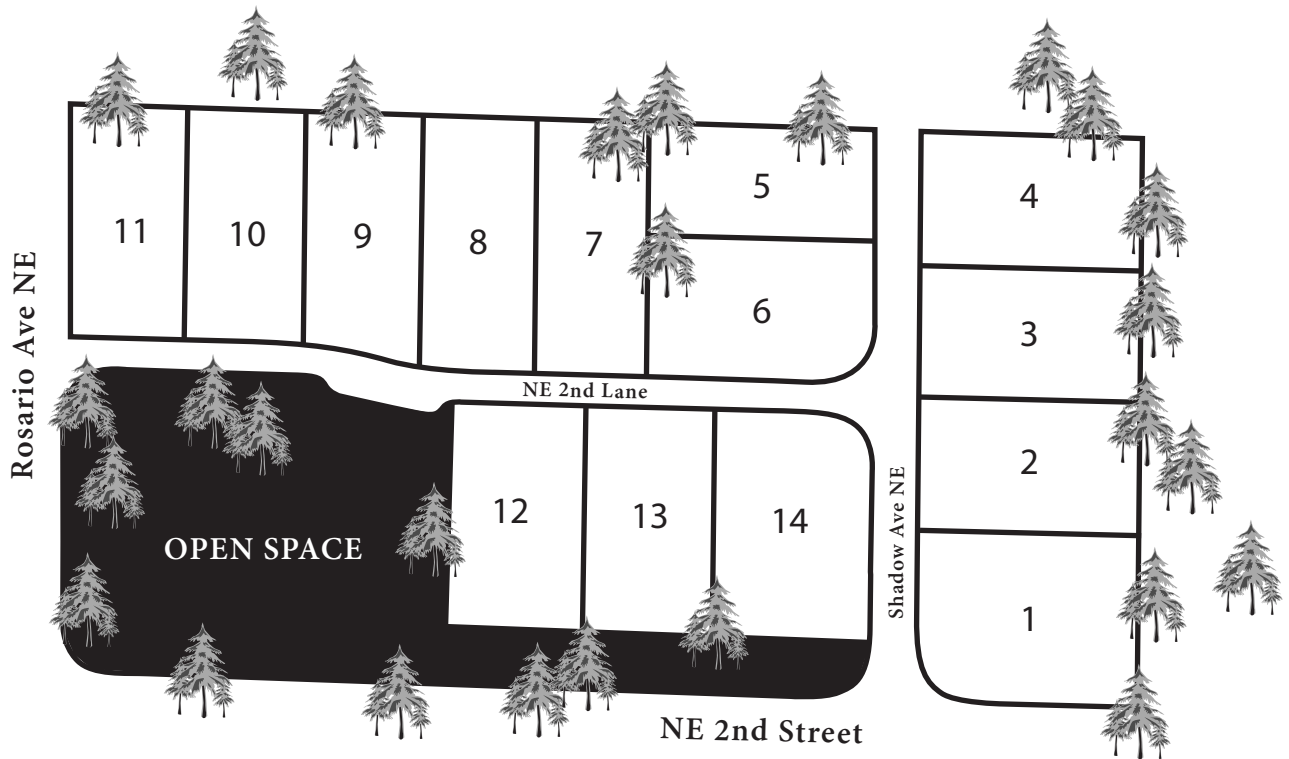 11
10
9
8
7
5
6
4
3
2
1
Rosario Ave NE
NE 2nd Lane
12
13
14
OPEN SPACE
Shadow Ave NE
NE 2nd Street